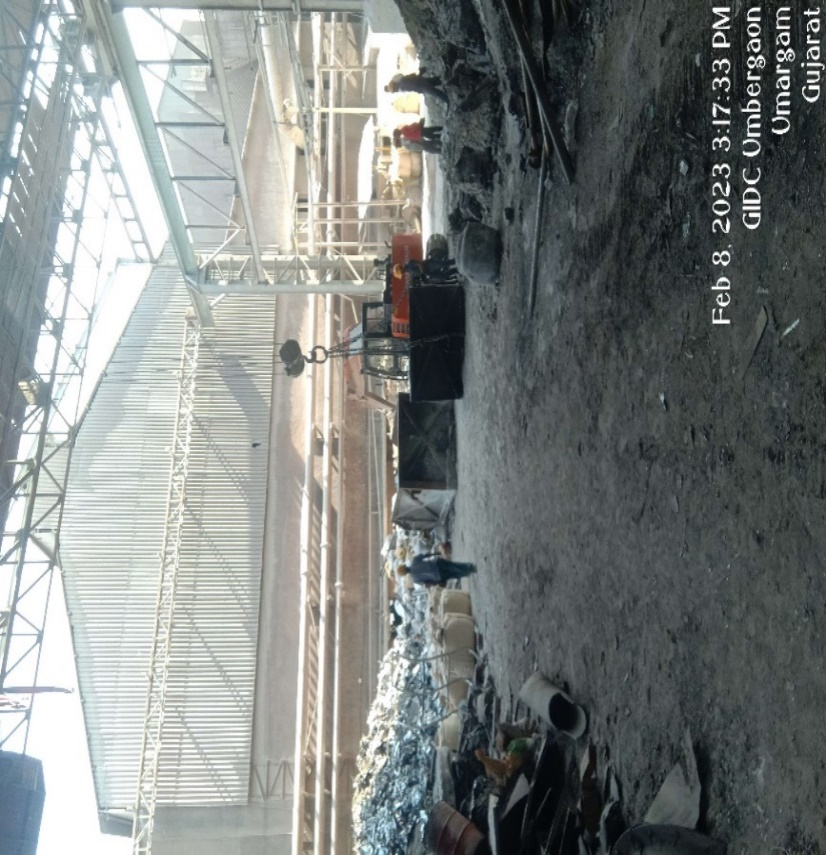 Feb 8, 2023 3:17:33 PM
GIDC Umbergaon
Umargam
Gujarat